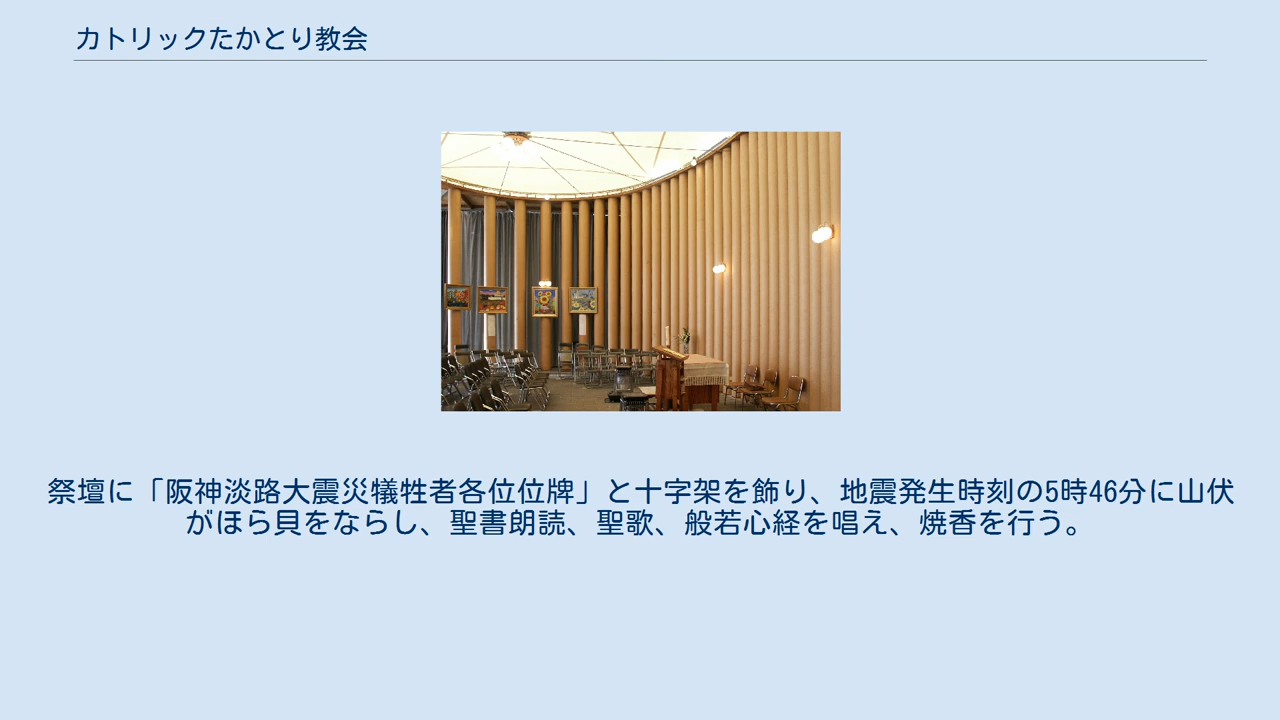 カトリックたかとり教会
祭壇に「阪神淡路大震災犠牲者各位位牌」と十字架を飾り、地震発生時刻の5時46分に山伏
がほら貝をならし、聖書朗読、聖歌、般若心経を唱え、焼香を行う。